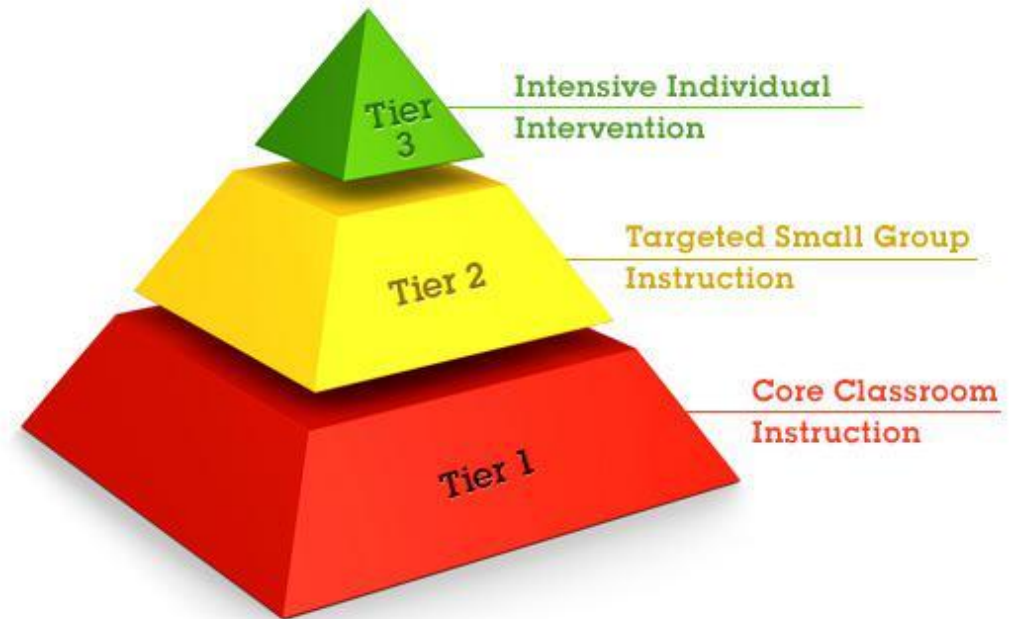 Tier
3
Intensive Individual
Intervention
Tier 2
Targeted Small Group
Instruction
Tier 1
Core Classroom
Instruction